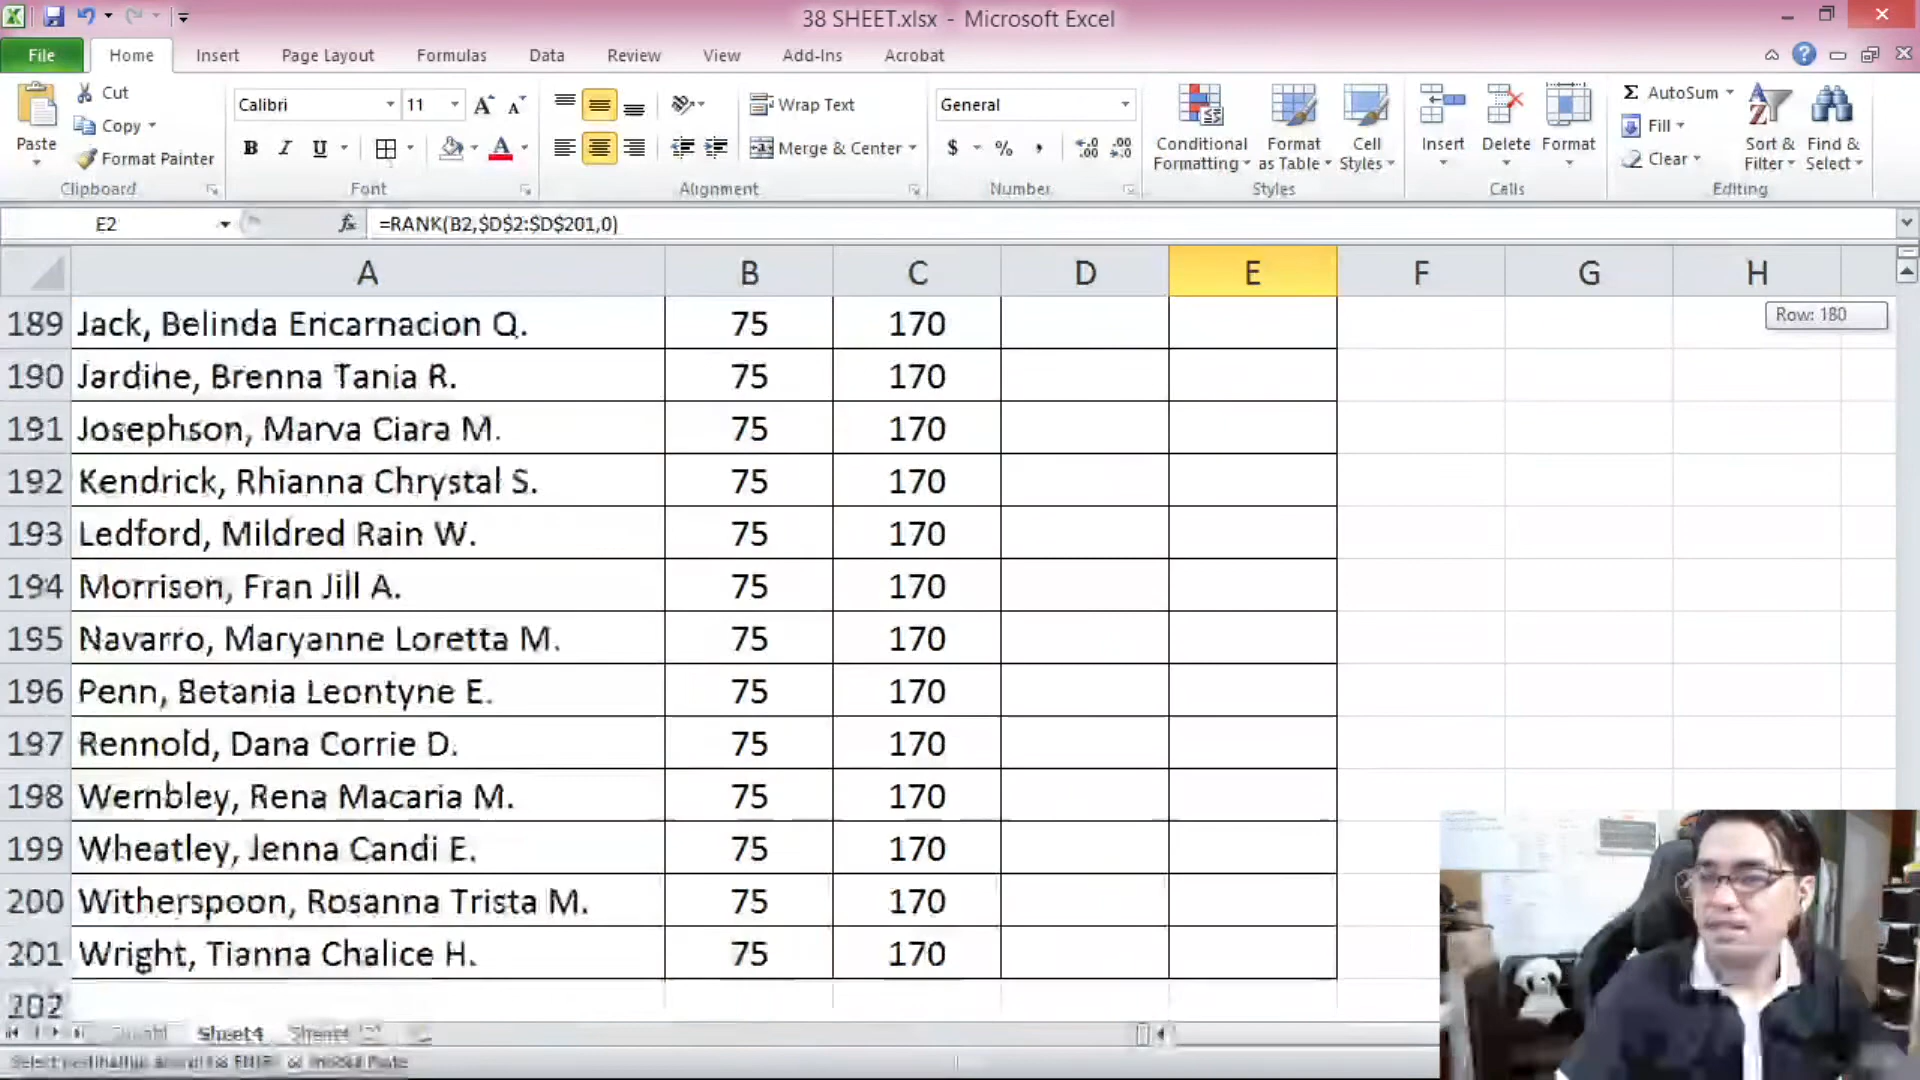 38 SHEET.xlsx - Microsoft Excel
File Home Insert Page Layout Formulas Data Review View Add-Ins Acrobat
Paste
Cut
Copy
Format Painter
Clipboard
Calibri 11
B I U
Font
Wrap Text
Merge & Center
Alignment
General
$ % ,
Number
Conditional Formatting
Format as Table
Cell Styles
Styles
Insert Delete Format
Cells
Σ AutoSum
Fill
Clear
Sort & Filter
Find & Select
Editing
E2 fx =RANK(B2,$D$2:$D$201,0)
A B C D E F G H
Row: 180
189 Jack, Belinda Encarnacion Q. 75 170
190 Jardine, Brenna Tania R. 75 170
191 Josephson, Marva Ciara M. 75 170
192 Kendrick, Rhianna Chrystal S. 75 170
193 Ledford, Mildred Rain W. 75 170
194 Morrison, Fran Jill A. 75 170
195 Navarro, Maryanne Loretta M. 75 170
196 Penn, Betania Leontyne E. 75 170
197 Rennold, Dana Corrie D. 75 170
198 Wembley, Rena Macaria M. 75 170
199 Wheatley, Jenna Candi E. 75 170
200 Witherspoon, Rosanna Trista M. 75 170
201 Wright, Tianna Chalice H. 75 170
202
Sheet4